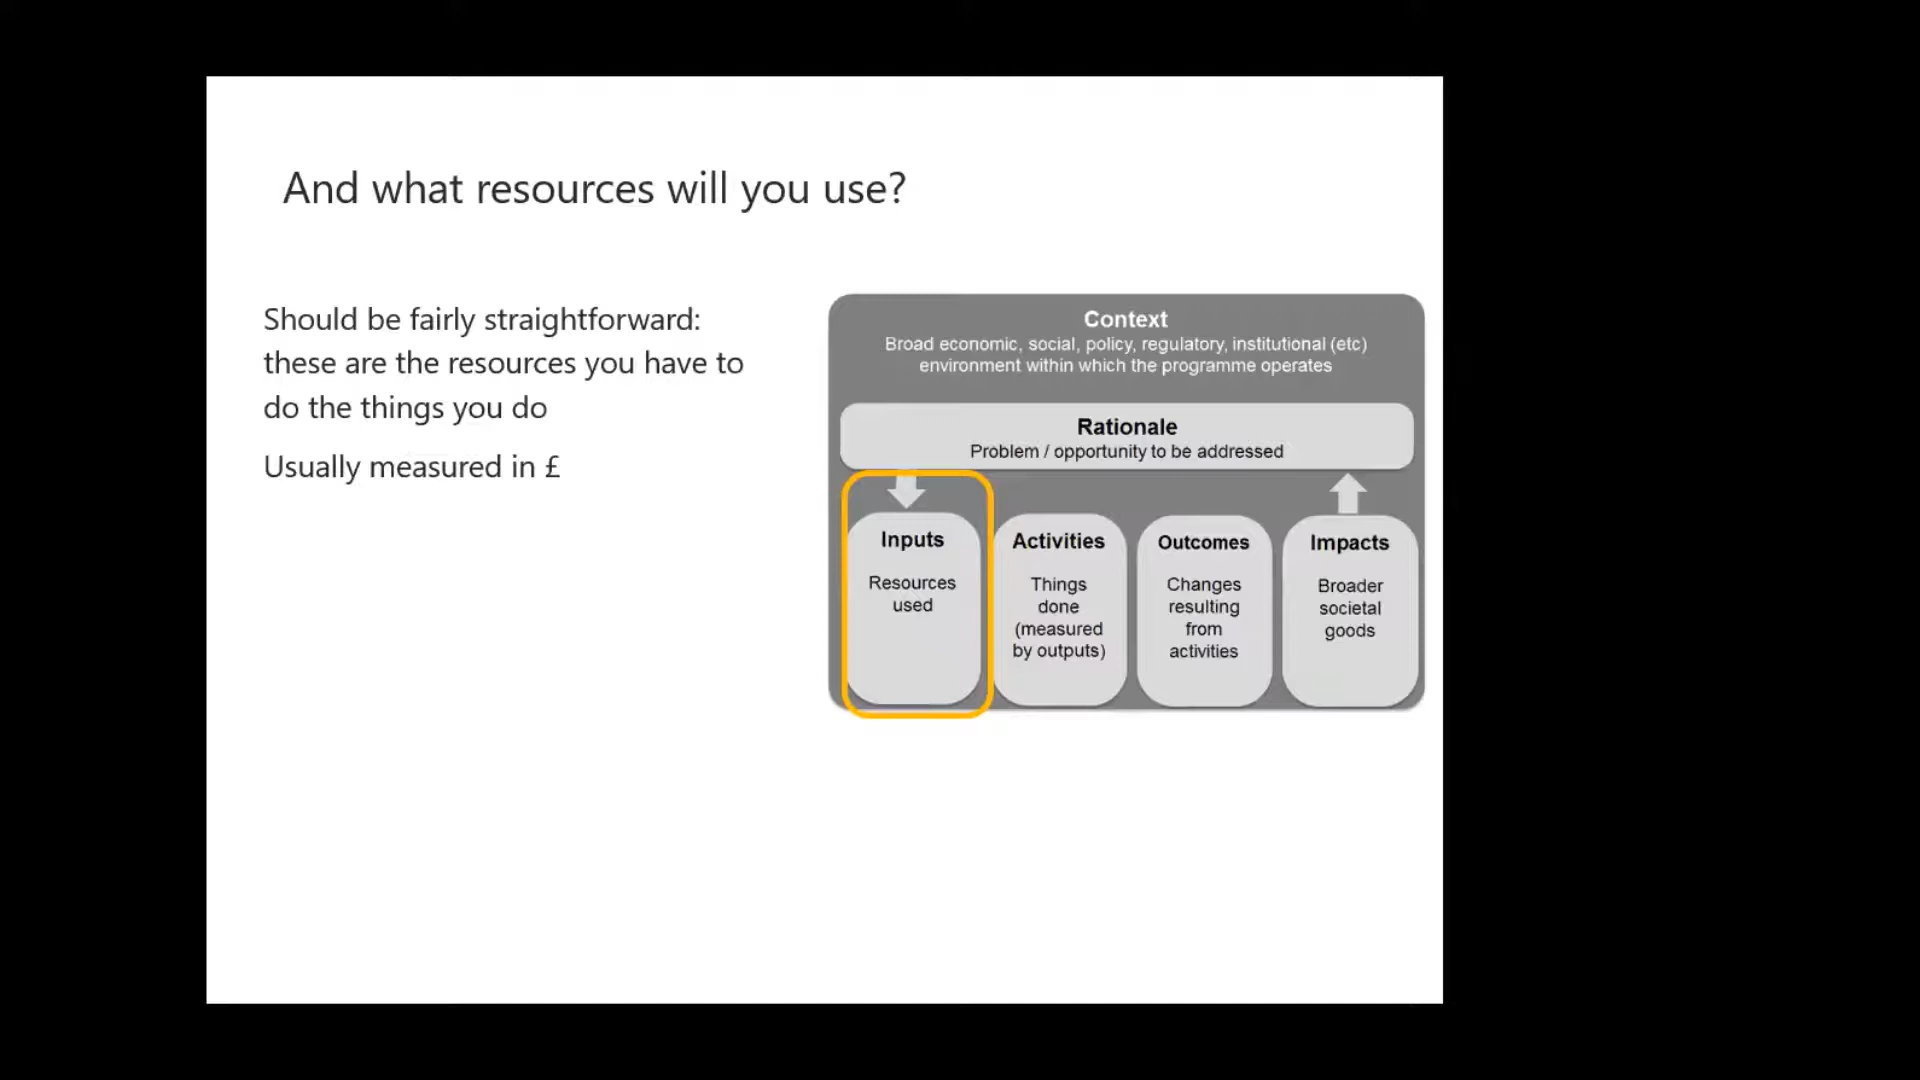 And what resources will you use?
Should be fairly straightforward:
these are the resources you have to
do the things you do
Usually measured in £
Context
Broad economic, social, policy, regulatory, institutional (etc)
environment within which the programme operates
Rationale
Problem / opportunity to be addressed
Inputs
Resources
used
Activities
Things
done
(measured
by outputs)
Outcomes
Changes
resulting
from
activities
Impacts
Broader
societal
goods